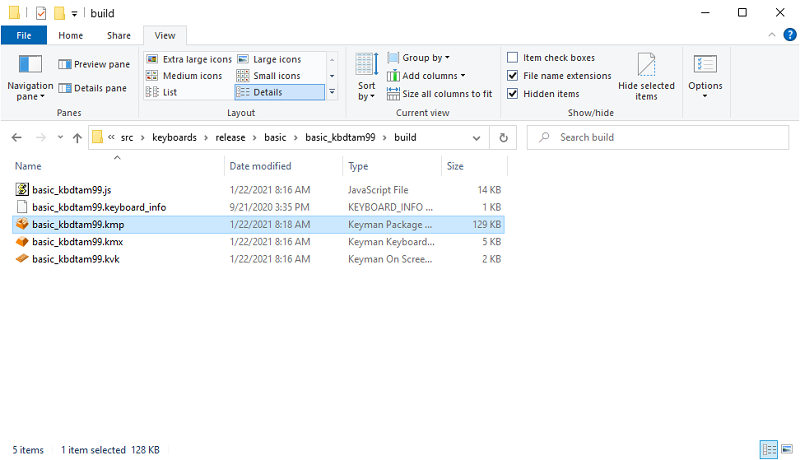 build
File Home Share View
Navigation pane
Preview pane
Details pane
Panes
Extra large icons Large icons
Medium icons Small icons
List Details
Layout
Sort by
Group by
Add columns
Size all columns to fit
Current view
Item check boxes
File name extensions
Hidden items
Hide selected items
Show/hide
Options
« src › keyboards › release › basic › basic_kbdtam99 › build
Search build
Name Date modified Type Size
basic_kbdtam99.js 1/22/2021 8:16 AM JavaScript File 14 KB
basic_kbdtam99.keyboard_info 9/21/2020 3:35 PM KEYBOARD_INFO ... 1 KB
basic_kbdtam99.kmp 1/22/2021 8:18 AM Keyman Package ... 129 KB
basic_kbdtam99.kmx 1/22/2021 8:16 AM Keyman Keyboard... 5 KB
basic_kbdtam99.kvk 1/22/2021 8:16 AM Keyman On Scree... 2 KB
5 items 1 item selected 128 KB